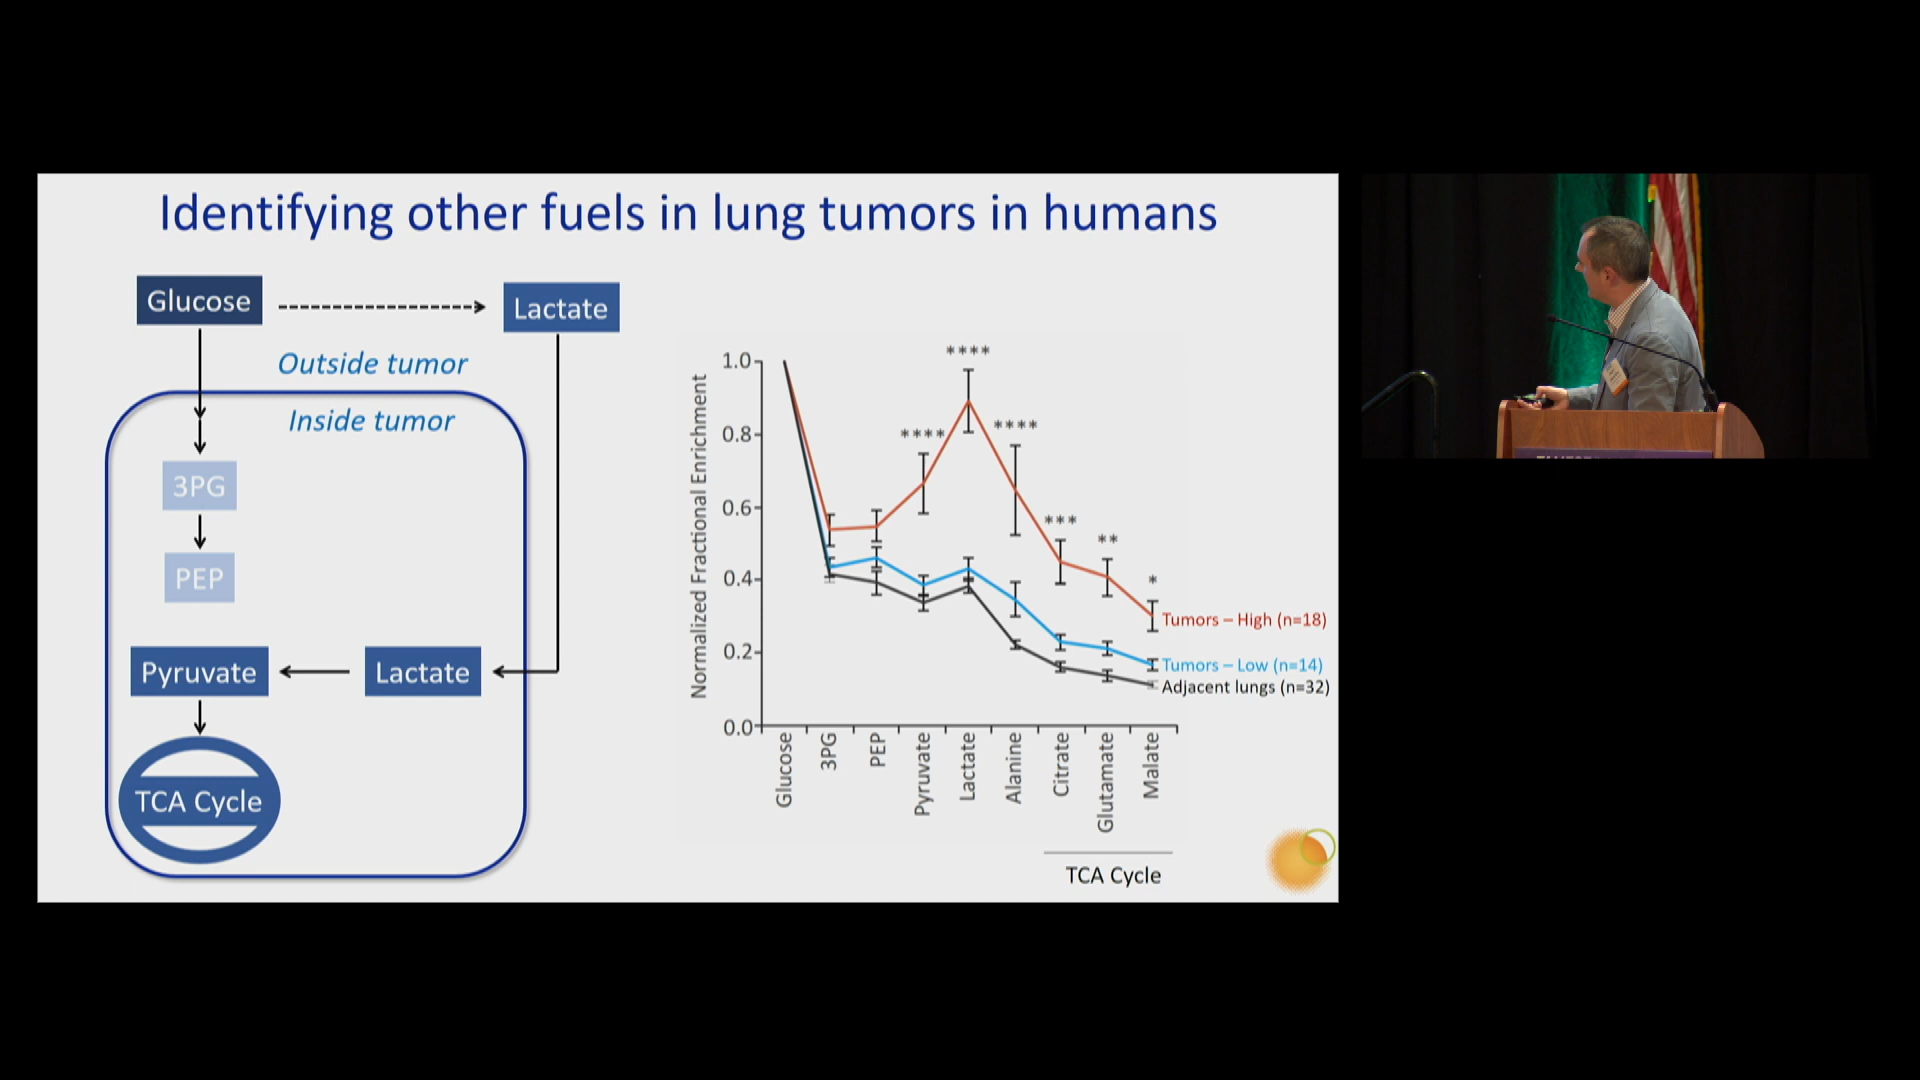 Identifying other fuels in lung tumors in humans
Glucose
Lactate
Outside tumor
Inside tumor
3PG
PEP
Pyruvate
Lactate
TCA Cycle
Normalized Fractional Enrichment
1.0
0.8
0.6
0.4
0.2
0.0
****
****
****
***
**
*
Tumors – High (n=18)
Tumors – Low (n=14)
Adjacent lungs (n=32)
Glucose
3PG
PEP
Pyruvate
Lactate
Alanine
Citrate
Glutamate
Malate
TCA Cycle